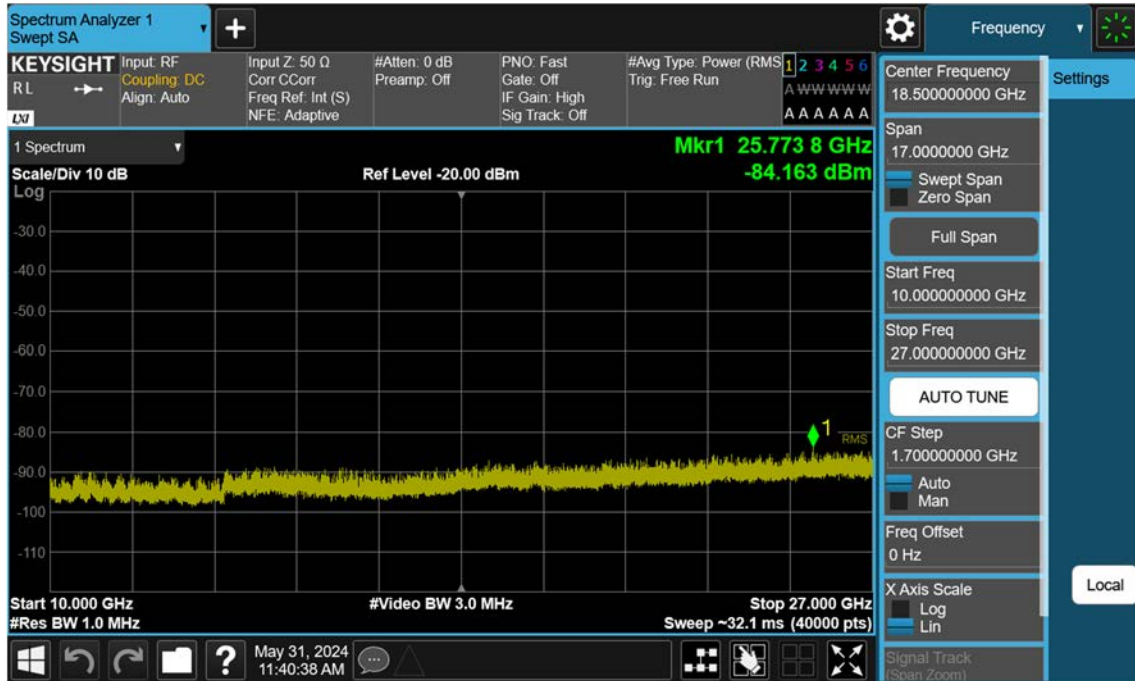 Spectrum Analyzer 1
Swept SA
Frequency
KEYSIGHT
R L
LXI
Input: RF
Coupling: DC
Align: Auto
Input Z: 50 Ω
Corr CCorr
Freq Ref: Int (S)
NFE: Adaptive
#Atten: 0 dB
Preamp: Off
PNO: Fast
Gate: Off
IF Gain: High
Sig Track: Off
#Avg Type: Power (RMS
Trig: Free Run
1 2 3 4 5 6
A W W W W W
A A A A A A
1 Spectrum
Mkr1 25.773 8 GHz
Scale/Div 10 dB
Ref Level -20.00 dBm
-84.163 dBm
Log
-30.0
-40.0
-50.0
-60.0
-70.0
-80.0
-90.0
-100
-110
1
RMS
Start 10.000 GHz
#Video BW 3.0 MHz
Stop 27.000 GHz
#Res BW 1.0 MHz
Sweep ~32.1 ms (40000 pts)
Center Frequency
18.500000000 GHz
Span
17.0000000 GHz
Swept Span
Zero Span
Full Span
Start Freq
10.000000000 GHz
Stop Freq
27.000000000 GHz
AUTO TUNE
CF Step
1.700000000 GHz
Auto
Man
Freq Offset
0 Hz
X Axis Scale
Log
Lin
Signal Track
(Span Zoom)
Settings
Local
?
May 31, 2024
11:40:38 AM